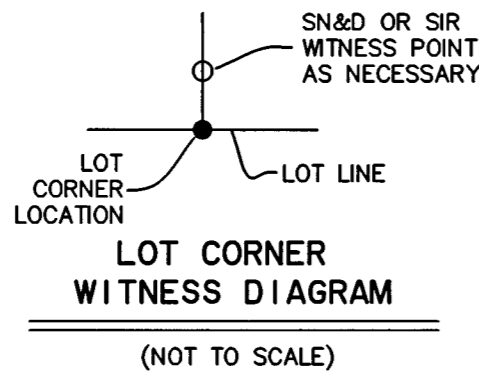 SN&D OR SIR
WITNESS POINT
AS NECESSARY
LOT
CORNER
LOCATION
LOT LINE
LOT CORNER
WITNESS DIAGRAM
(NOT TO SCALE)